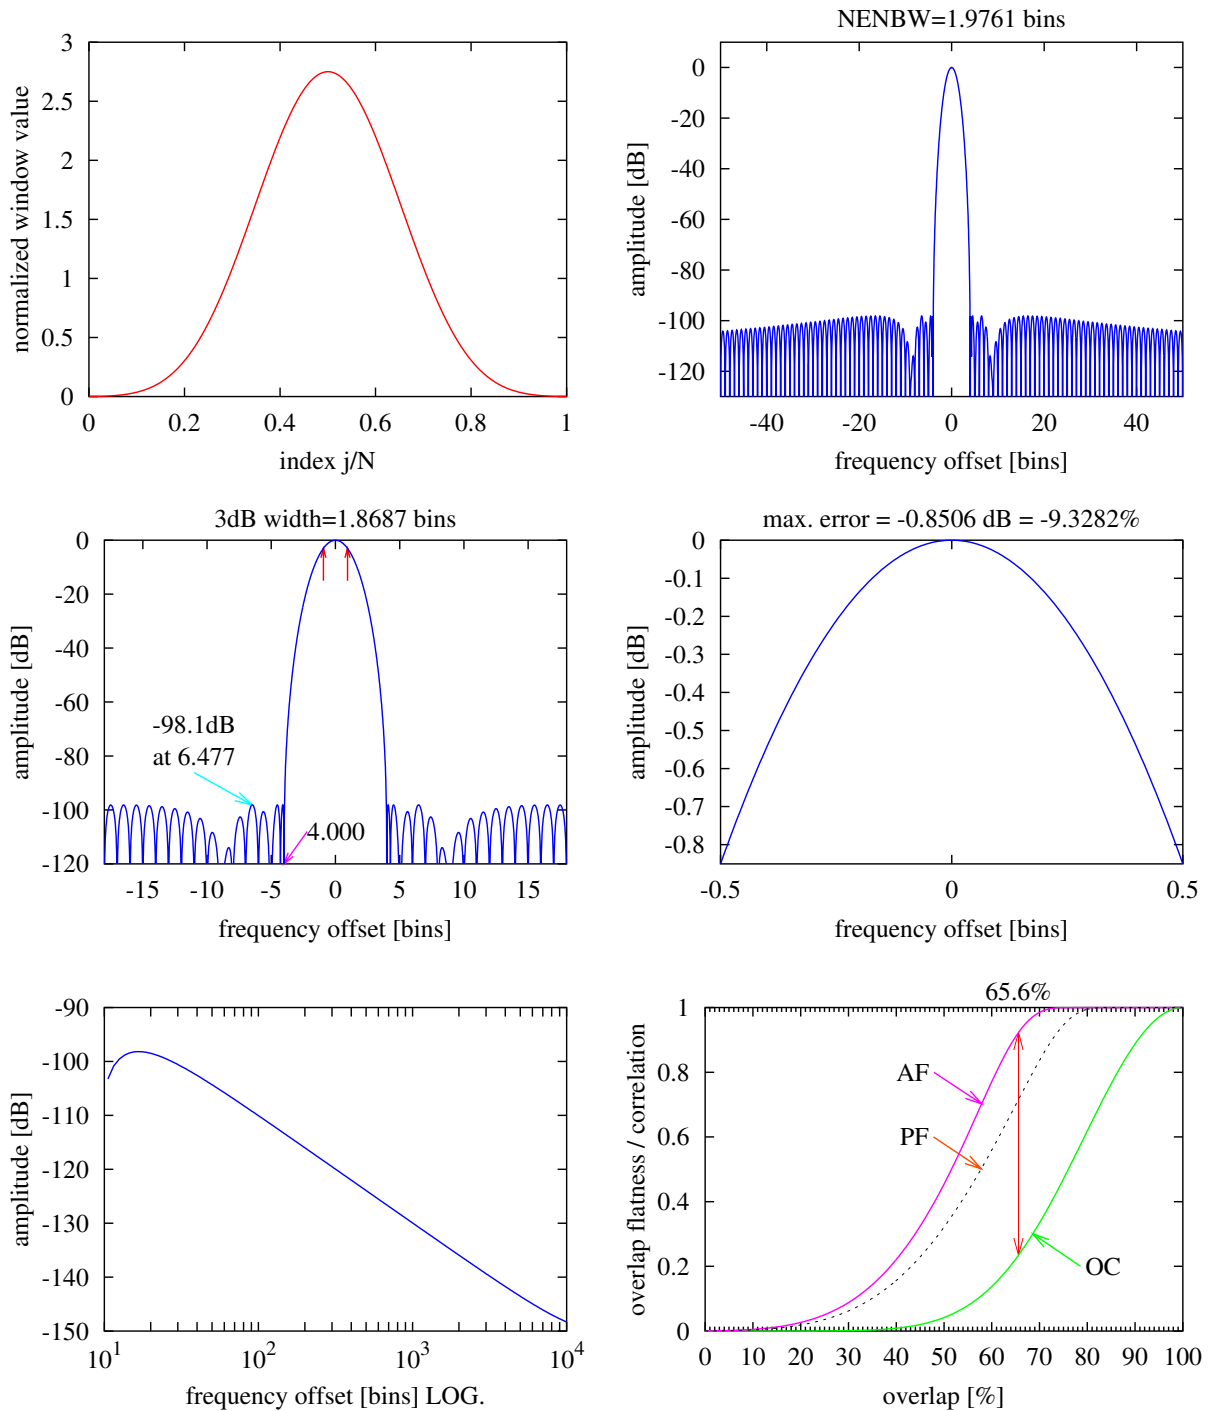 NENBW=1.9761 bins
3
2.5
2
1.5
1
0.5
0
0 0.2 0.4 0.6 0.8 1
normalized window value
index j/N
0
-20
-40
-60
-80
-100
-120
-40 -20 0 20 40
amplitude [dB]
frequency offset [bins]
3dB width=1.8687 bins
0
-20
-40
-60
-80
-100
-120
-15 -10 -5 0 5 10 15
amplitude [dB]
frequency offset [bins]
-98.1dB
at 6.477
4.000
max. error = -0.8506 dB = -9.3282%
0
-0.1
-0.2
-0.3
-0.4
-0.5
-0.6
-0.7
-0.8
-0.5 0 0.5
amplitude [dB]
frequency offset [bins]
-90
-100
-110
-120
-130
-140
-150
10^1 10^2 10^3 10^4
amplitude [dB]
frequency offset [bins] LOG.
65.6%
1
0.8
0.6
0.4
0.2
0
0 10 20 30 40 50 60 70 80 90 100
overlap flatness / correlation
overlap [%]
AF
PF
OC